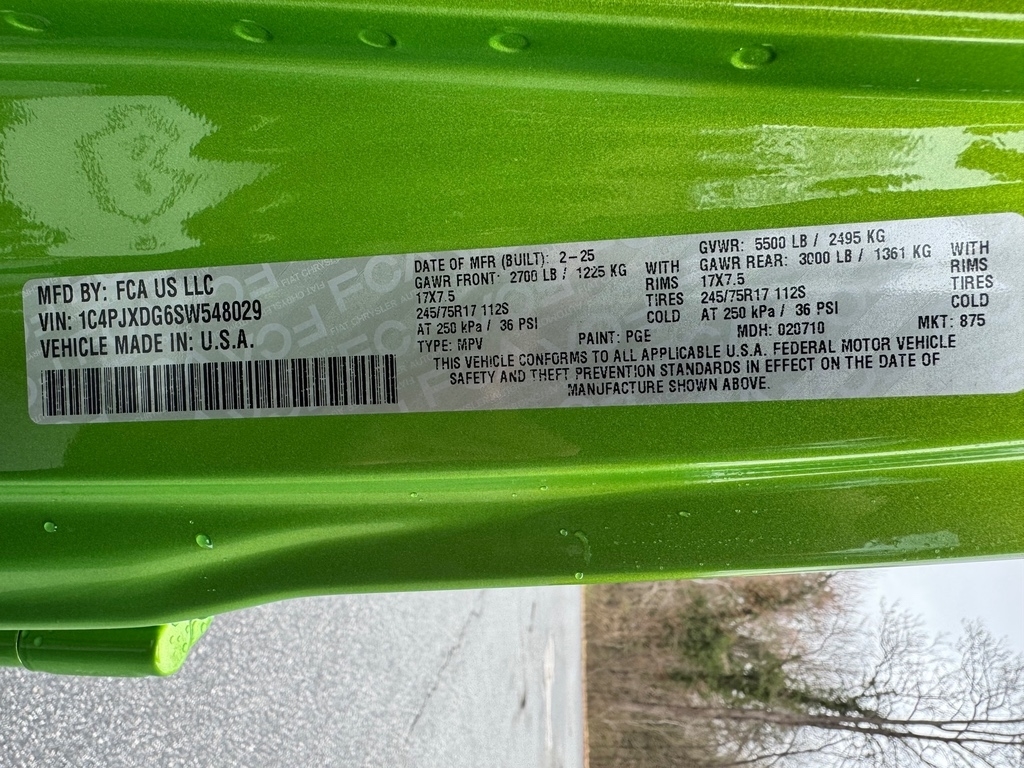 MFD BY: FCA US LLC
VIN: 1C4PJXDG6SW548029
VEHICLE MADE IN: U.S.A.
DATE OF MFR (BUILT): 2-25
GAWR FRONT: 2700 LB / 1225 KG WITH
17X7.5 RIMS
245/75R17 112S TIRES
AT 250 kPa / 36 PSI COLD
GVWR: 5500 LB / 2495 KG
GAWR REAR: 3000 LB / 1361 KG WITH
17X7.5 RIMS
245/75R17 112S TIRES
AT 250 kPa / 36 PSI COLD
TYPE: MPV PAINT: PGE MDH: 020710 MKT: 875
THIS VEHICLE CONFORMS TO ALL APPLICABLE U.S.A. FEDERAL MOTOR VEHICLE
SAFETY AND THEFT PREVENTION STANDARDS IN EFFECT ON THE DATE OF
MANUFACTURE SHOWN ABOVE.